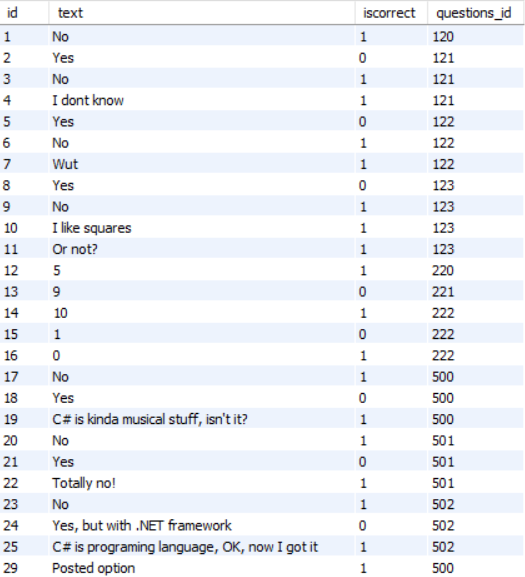 id text iscorrect questions_id
1 No 1 120
2 Yes 0 121
3 No 1 121
4 I dont know 1 121
5 Yes 0 122
6 No 1 122
7 Wut 1 122
8 Yes 0 123
9 No 1 123
10 I like squares 1 123
11 Or not? 1 123
12 5 1 220
13 9 0 221
14 10 1 222
15 1 0 222
16 0 1 222
17 No 1 500
18 Yes 0 500
19 C# is kinda musical stuff, isn't it? 1 500
20 No 1 501
21 Yes 0 501
22 Totally no! 1 501
23 No 1 502
24 Yes, but with .NET framework 0 502
25 C# is programing language, OK, now I got it 1 502
29 Posted option 1 500